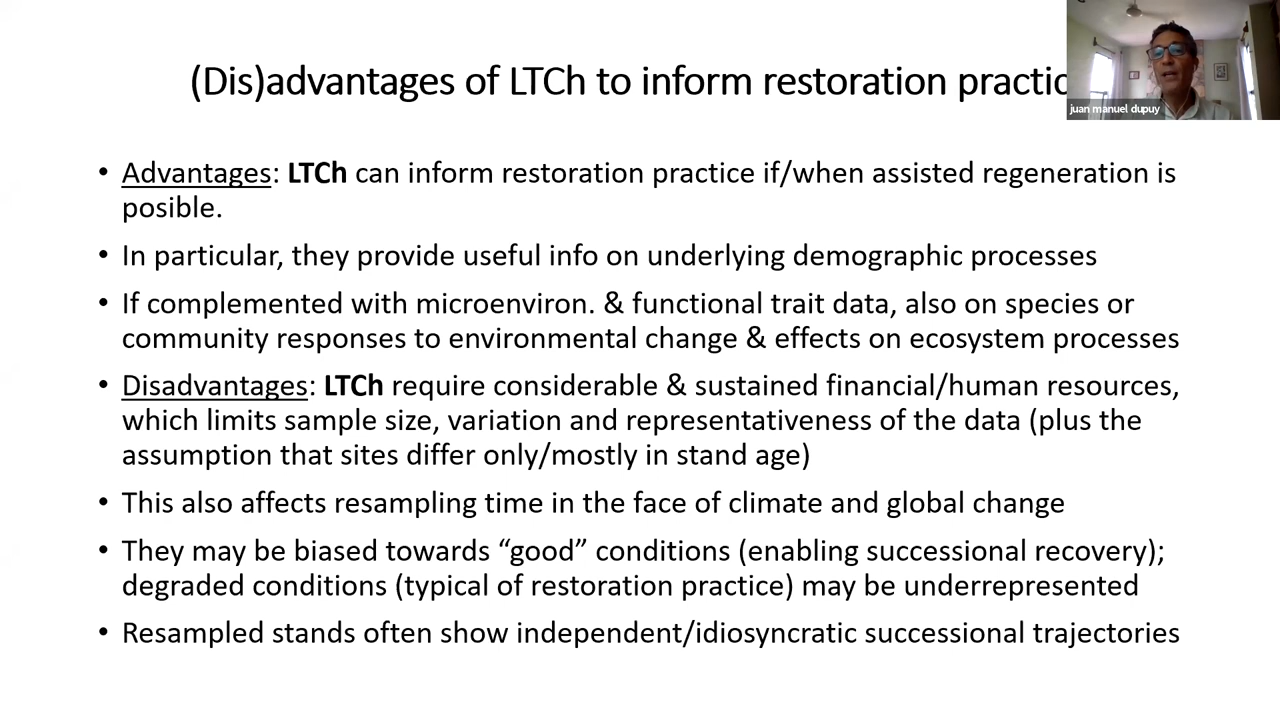 (Dis)advantages of LTCh to inform restoration practic
juan manuel dupuy
• Advantages: LTCh can inform restoration practice if/when assisted regeneration is
posible.
• In particular, they provide useful info on underlying demographic processes
• If complemented with microenviron. & functional trait data, also on species or
community responses to environmental change & effects on ecosystem processes
• Disadvantages: LTCh require considerable & sustained financial/human resources,
which limits sample size, variation and representativeness of the data (plus the
assumption that sites differ only/mostly in stand age)
• This also affects resampling time in the face of climate and global change
• They may be biased towards “good” conditions (enabling successional recovery);
degraded conditions (typical of restoration practice) may be underrepresented
• Resampled stands often show independent/idiosyncratic successional trajectories